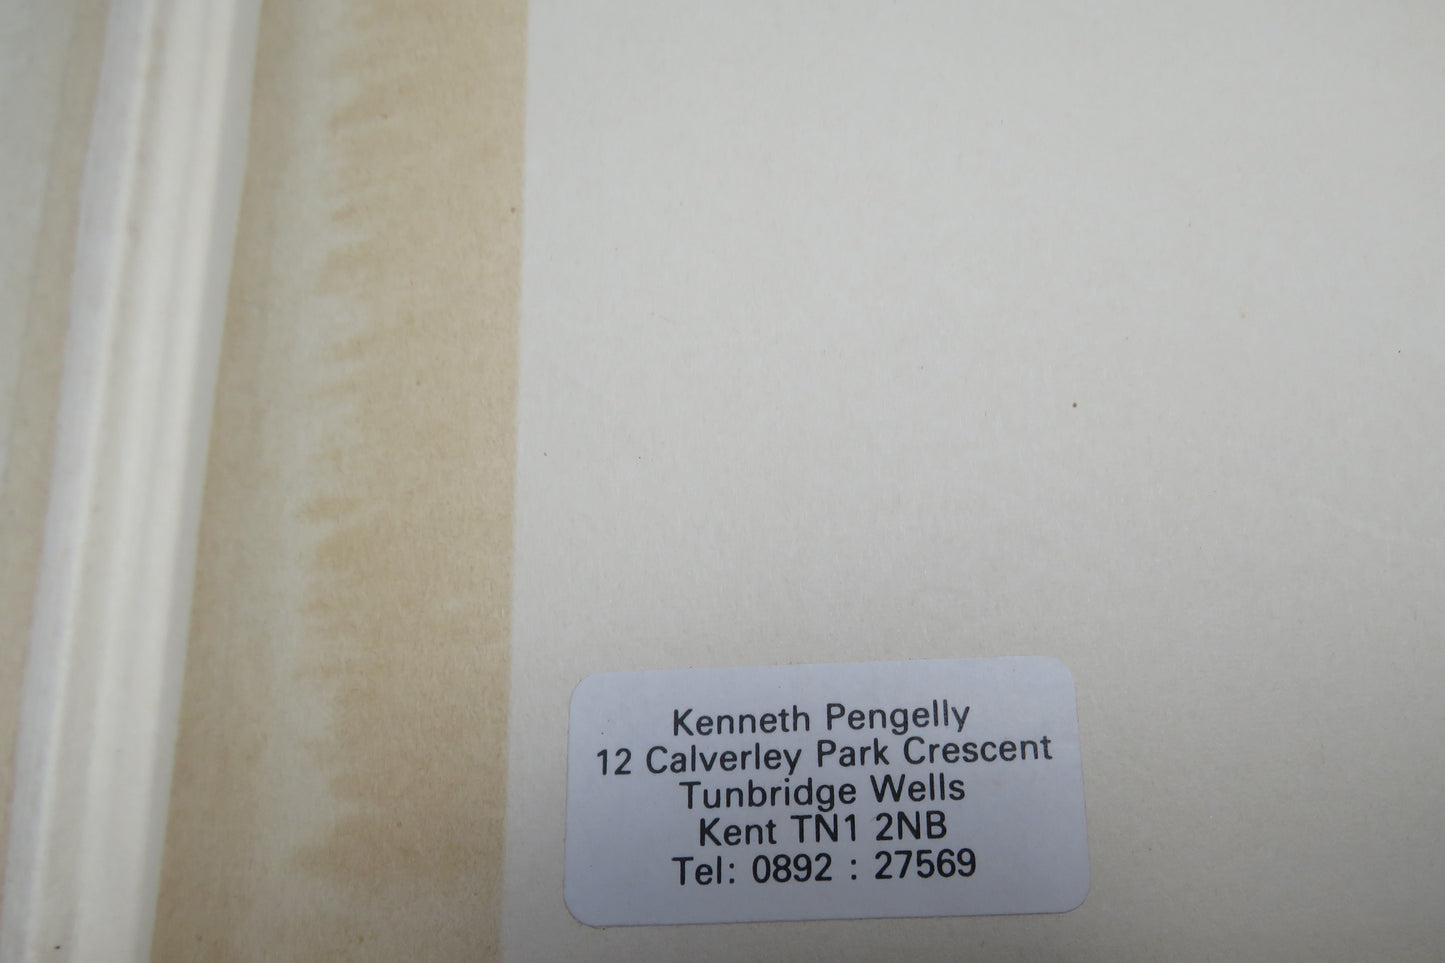 Kenneth Pengelly
12 Calverley Park Crescent
Tunbridge Wells
Kent TN1 2NB
Tel: 0892 : 27569